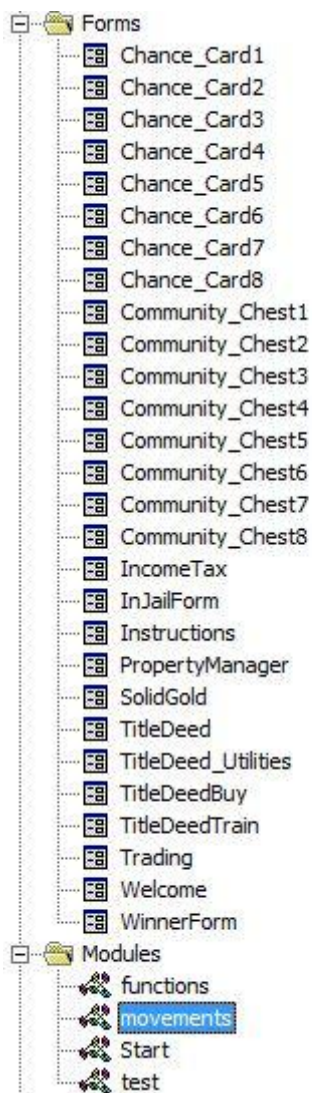 Forms
Chance_Card1
Chance_Card2
Chance_Card3
Chance_Card4
Chance_Card5
Chance_Card6
Chance_Card7
Chance_Card8
Community_Chest1
Community_Chest2
Community_Chest3
Community_Chest4
Community_Chest5
Community_Chest6
Community_Chest7
Community_Chest8
IncomeTax
InJailForm
Instructions
PropertyManager
SolidGold
TitleDeed
TitleDeed_Utilities
TitleDeedBuy
TitleDeedTrain
Trading
Welcome
WinnerForm
Modules
functions
movements
Start
test